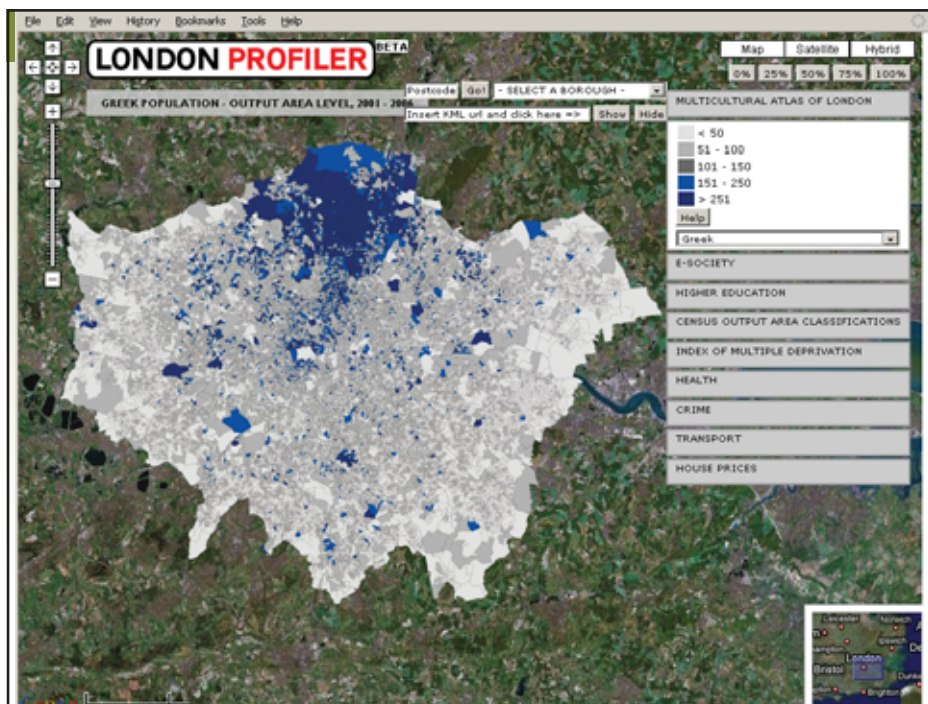 File Edit View History Bookmarks Tools Help
LONDON PROFILER BETA
Map Satellite Hybrid
0% 25% 50% 75% 100%
Postcode Go! - SELECT A BOROUGH -
GREEK POPULATION - OUTPUT AREA LEVEL, 2001 - 2006
Insert KML url and click here => Show Hide
MULTICULTURAL ATLAS OF LONDON
< 50
51 - 100
101 - 150
151 - 250
> 251
Help
Greek
E-SOCIETY
HIGHER EDUCATION
CENSUS OUTPUT AREA CLASSIFICATIONS
INDEX OF MULTIPLE DEPRIVATION
HEALTH
CRIME
TRANSPORT
HOUSE PRICES
Leicester Norwich
Ipswich
London
Bristol
Brighton